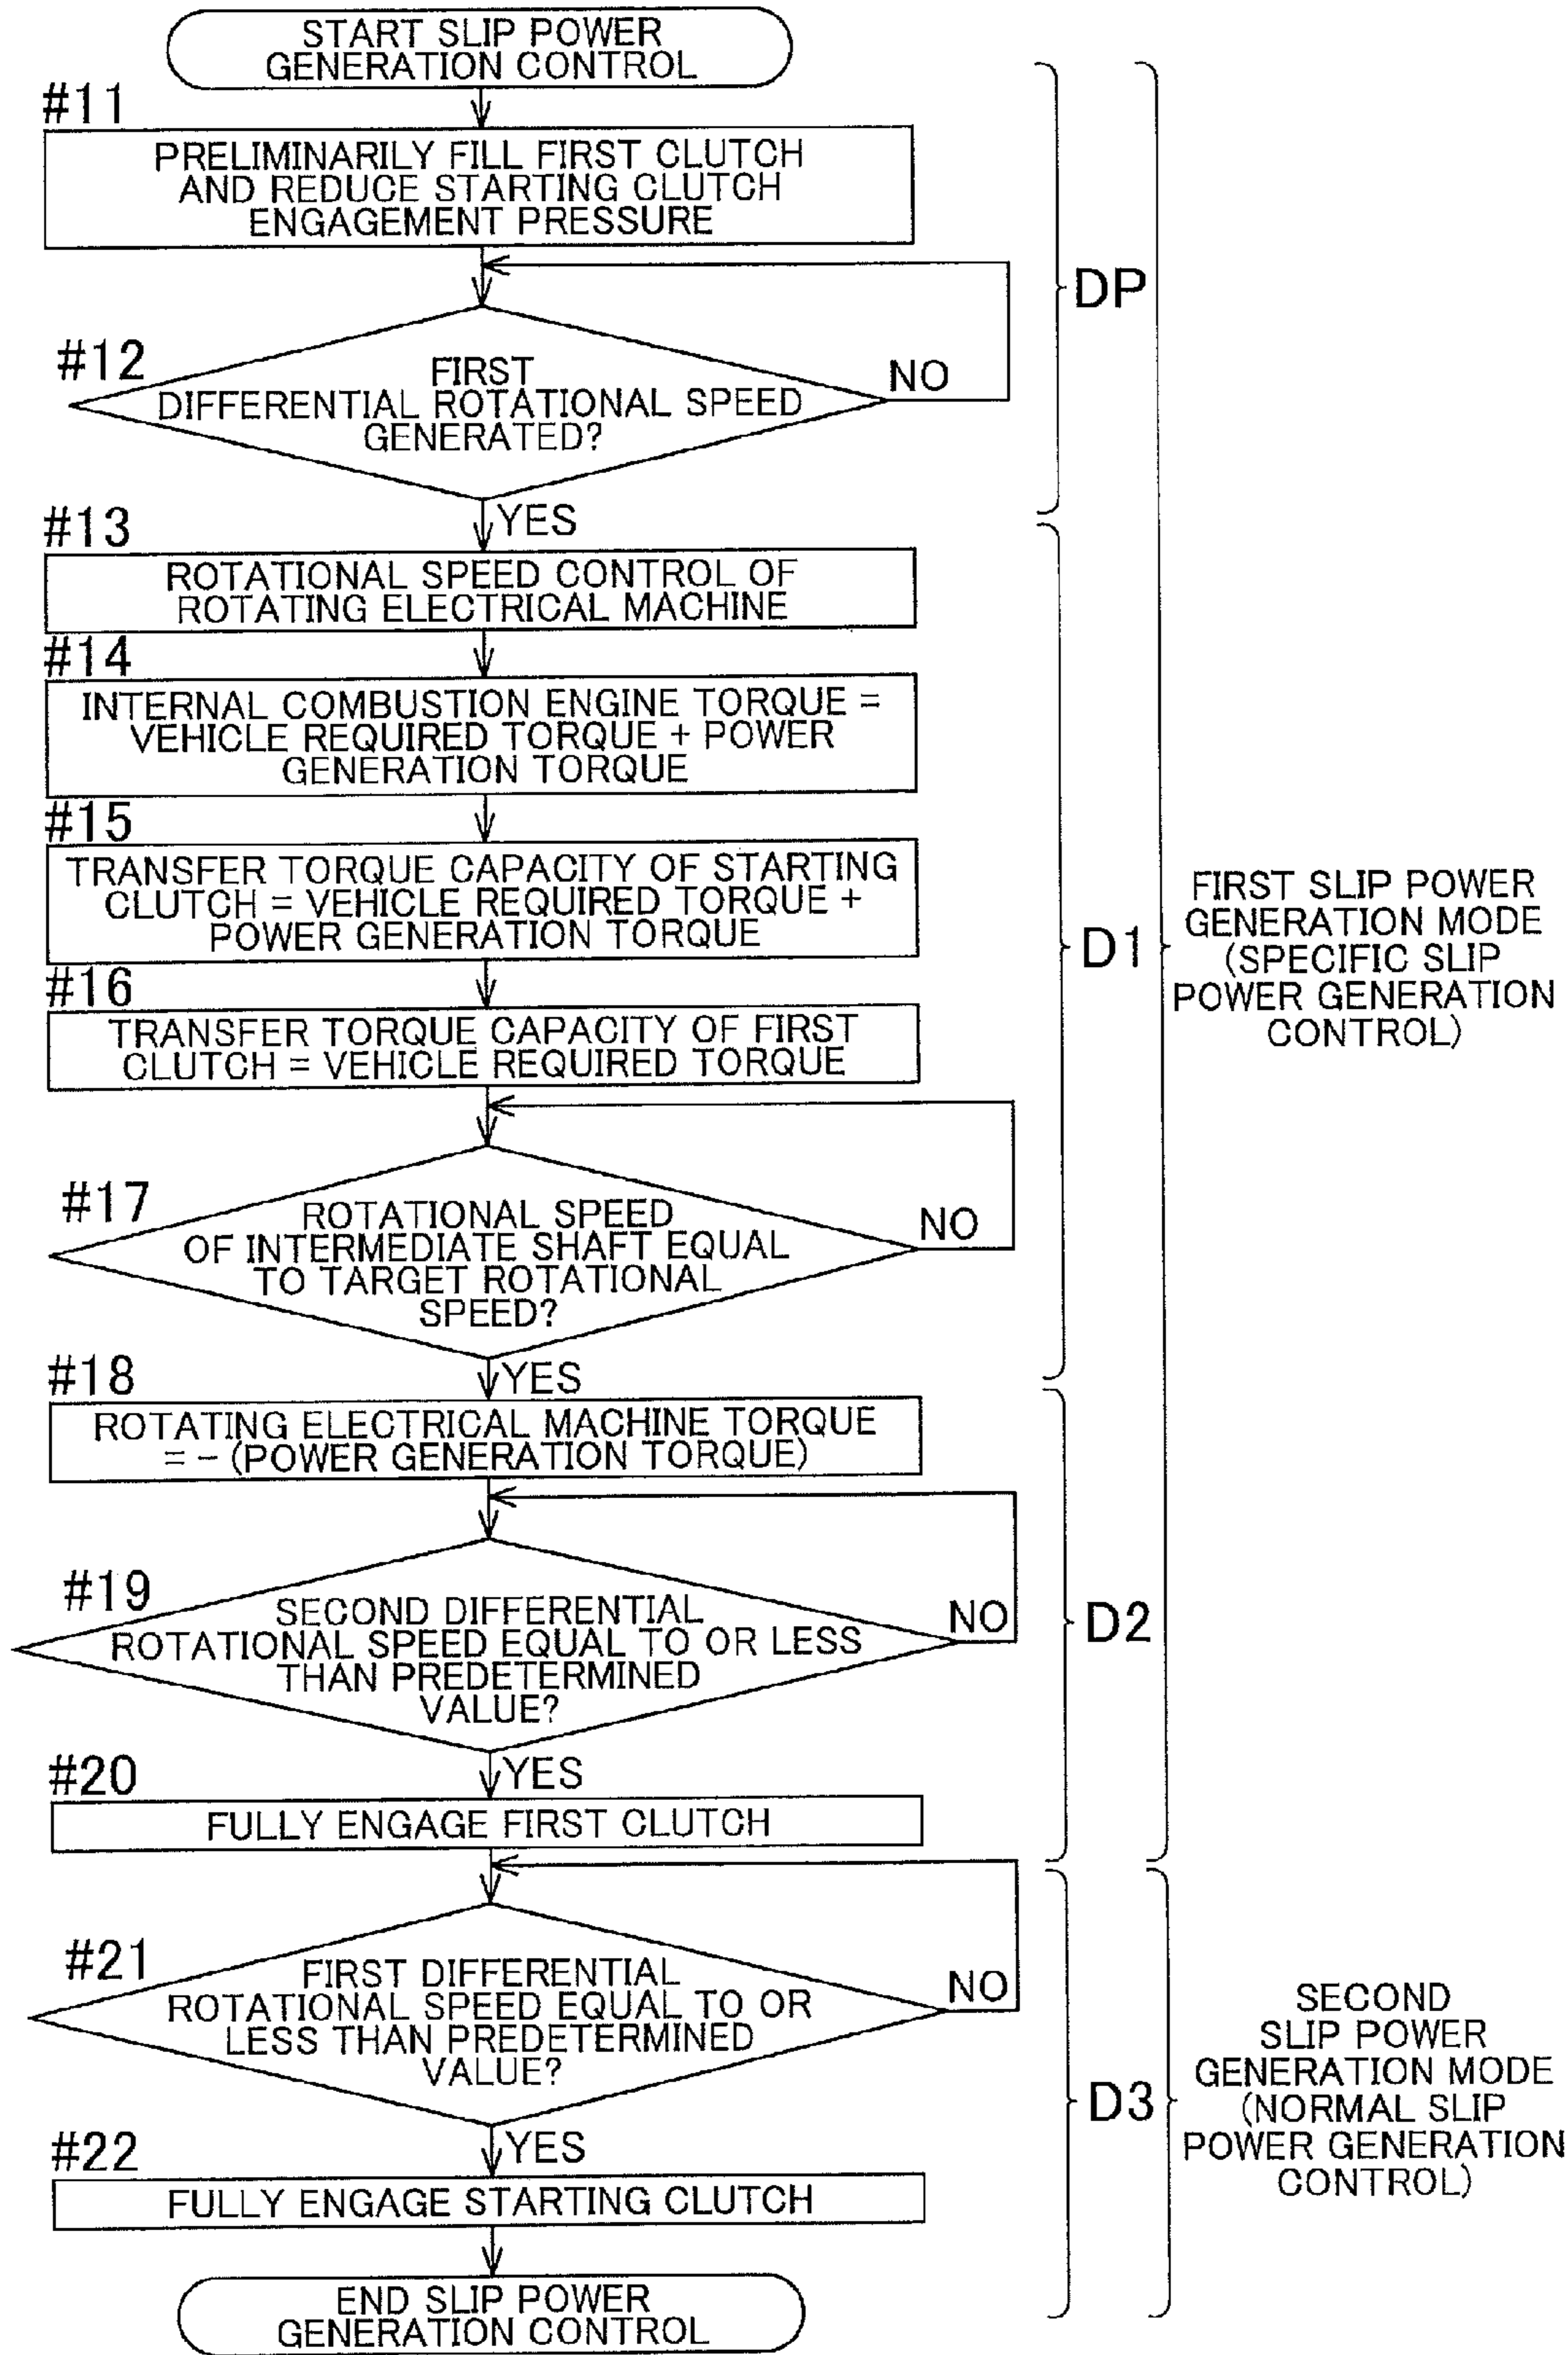 START SLIP POWER
GENERATION CONTROL
#11
PRELIMINARILY FILL FIRST CLUTCH
AND REDUCE STARTING CLUTCH
ENGAGEMENT PRESSURE
DP
#12
FIRST
DIFFERENTIAL ROTATIONAL SPEED
GENERATED?
NO
YES
#13
ROTATIONAL SPEED CONTROL OF
ROTATING ELECTRICAL MACHINE
#14
INTERNAL COMBUSTION ENGINE TORQUE =
VEHICLE REQUIRED TORQUE + POWER
GENERATION TORQUE
#15
TRANSFER TORQUE CAPACITY OF STARTING
CLUTCH = VEHICLE REQUIRED TORQUE +
POWER GENERATION TORQUE
D1
FIRST SLIP POWER
GENERATION MODE
(SPECIFIC SLIP
POWER GENERATION
CONTROL)
#16
TRANSFER TORQUE CAPACITY OF FIRST
CLUTCH = VEHICLE REQUIRED TORQUE
#17
ROTATIONAL SPEED
OF INTERMEDIATE SHAFT EQUAL
TO TARGET ROTATIONAL
SPEED?
NO
YES
#18
ROTATING ELECTRICAL MACHINE TORQUE
= - (POWER GENERATION TORQUE)
#19
SECOND DIFFERENTIAL
ROTATIONAL SPEED EQUAL TO OR LESS
THAN PREDETERMINED
VALUE?
NO
D2
YES
#20
FULLY ENGAGE FIRST CLUTCH
#21
FIRST DIFFERENTIAL
ROTATIONAL SPEED EQUAL TO OR
LESS THAN PREDETERMINED
VALUE?
NO
D3
SECOND
SLIP POWER
GENERATION MODE
(NORMAL SLIP
POWER GENERATION
CONTROL)
YES
#22
FULLY ENGAGE STARTING CLUTCH
END SLIP POWER
GENERATION CONTROL